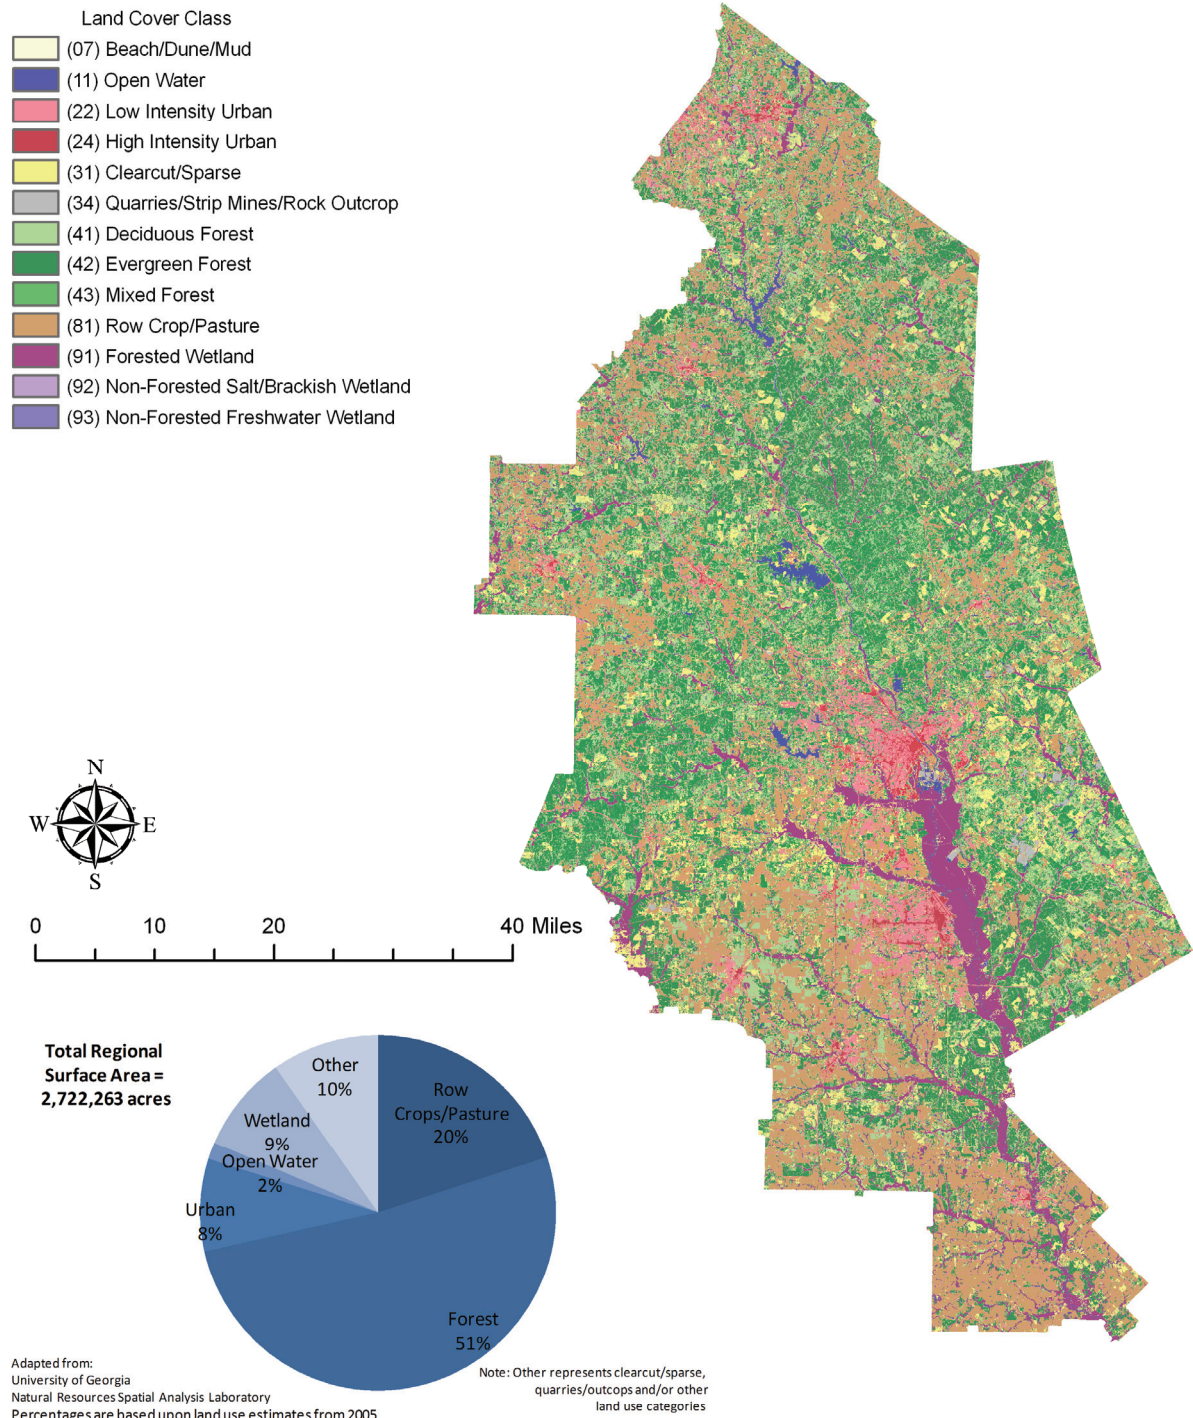 Land Cover Class
(07) Beach/Dune/Mud
(11) Open Water
(22) Low Intensity Urban
(24) High Intensity Urban
(31) Clearcut/Sparse
(34) Quarries/Strip Mines/Rock Outcrop
(41) Deciduous Forest
(42) Evergreen Forest
(43) Mixed Forest
(81) Row Crop/Pasture
(91) Forested Wetland
(92) Non-Forested Salt/Brackish Wetland
(93) Non-Forested Freshwater Wetland
N
W E
S
0 10 20 40 Miles
Total Regional
Surface Area =
2,722,263 acres
Other
10%
Row
Crops/Pasture
20%
Wetland
9%
Open Water
2%
Urban
8%
Forest
51%
Adapted from:
University of Georgia
Natural Resources Spatial Analysis Laboratory
Percentages are based upon land use estimates from 2005
Note: Other represents clearcut/sparse,
quarries/outcops and/or other
land use categories